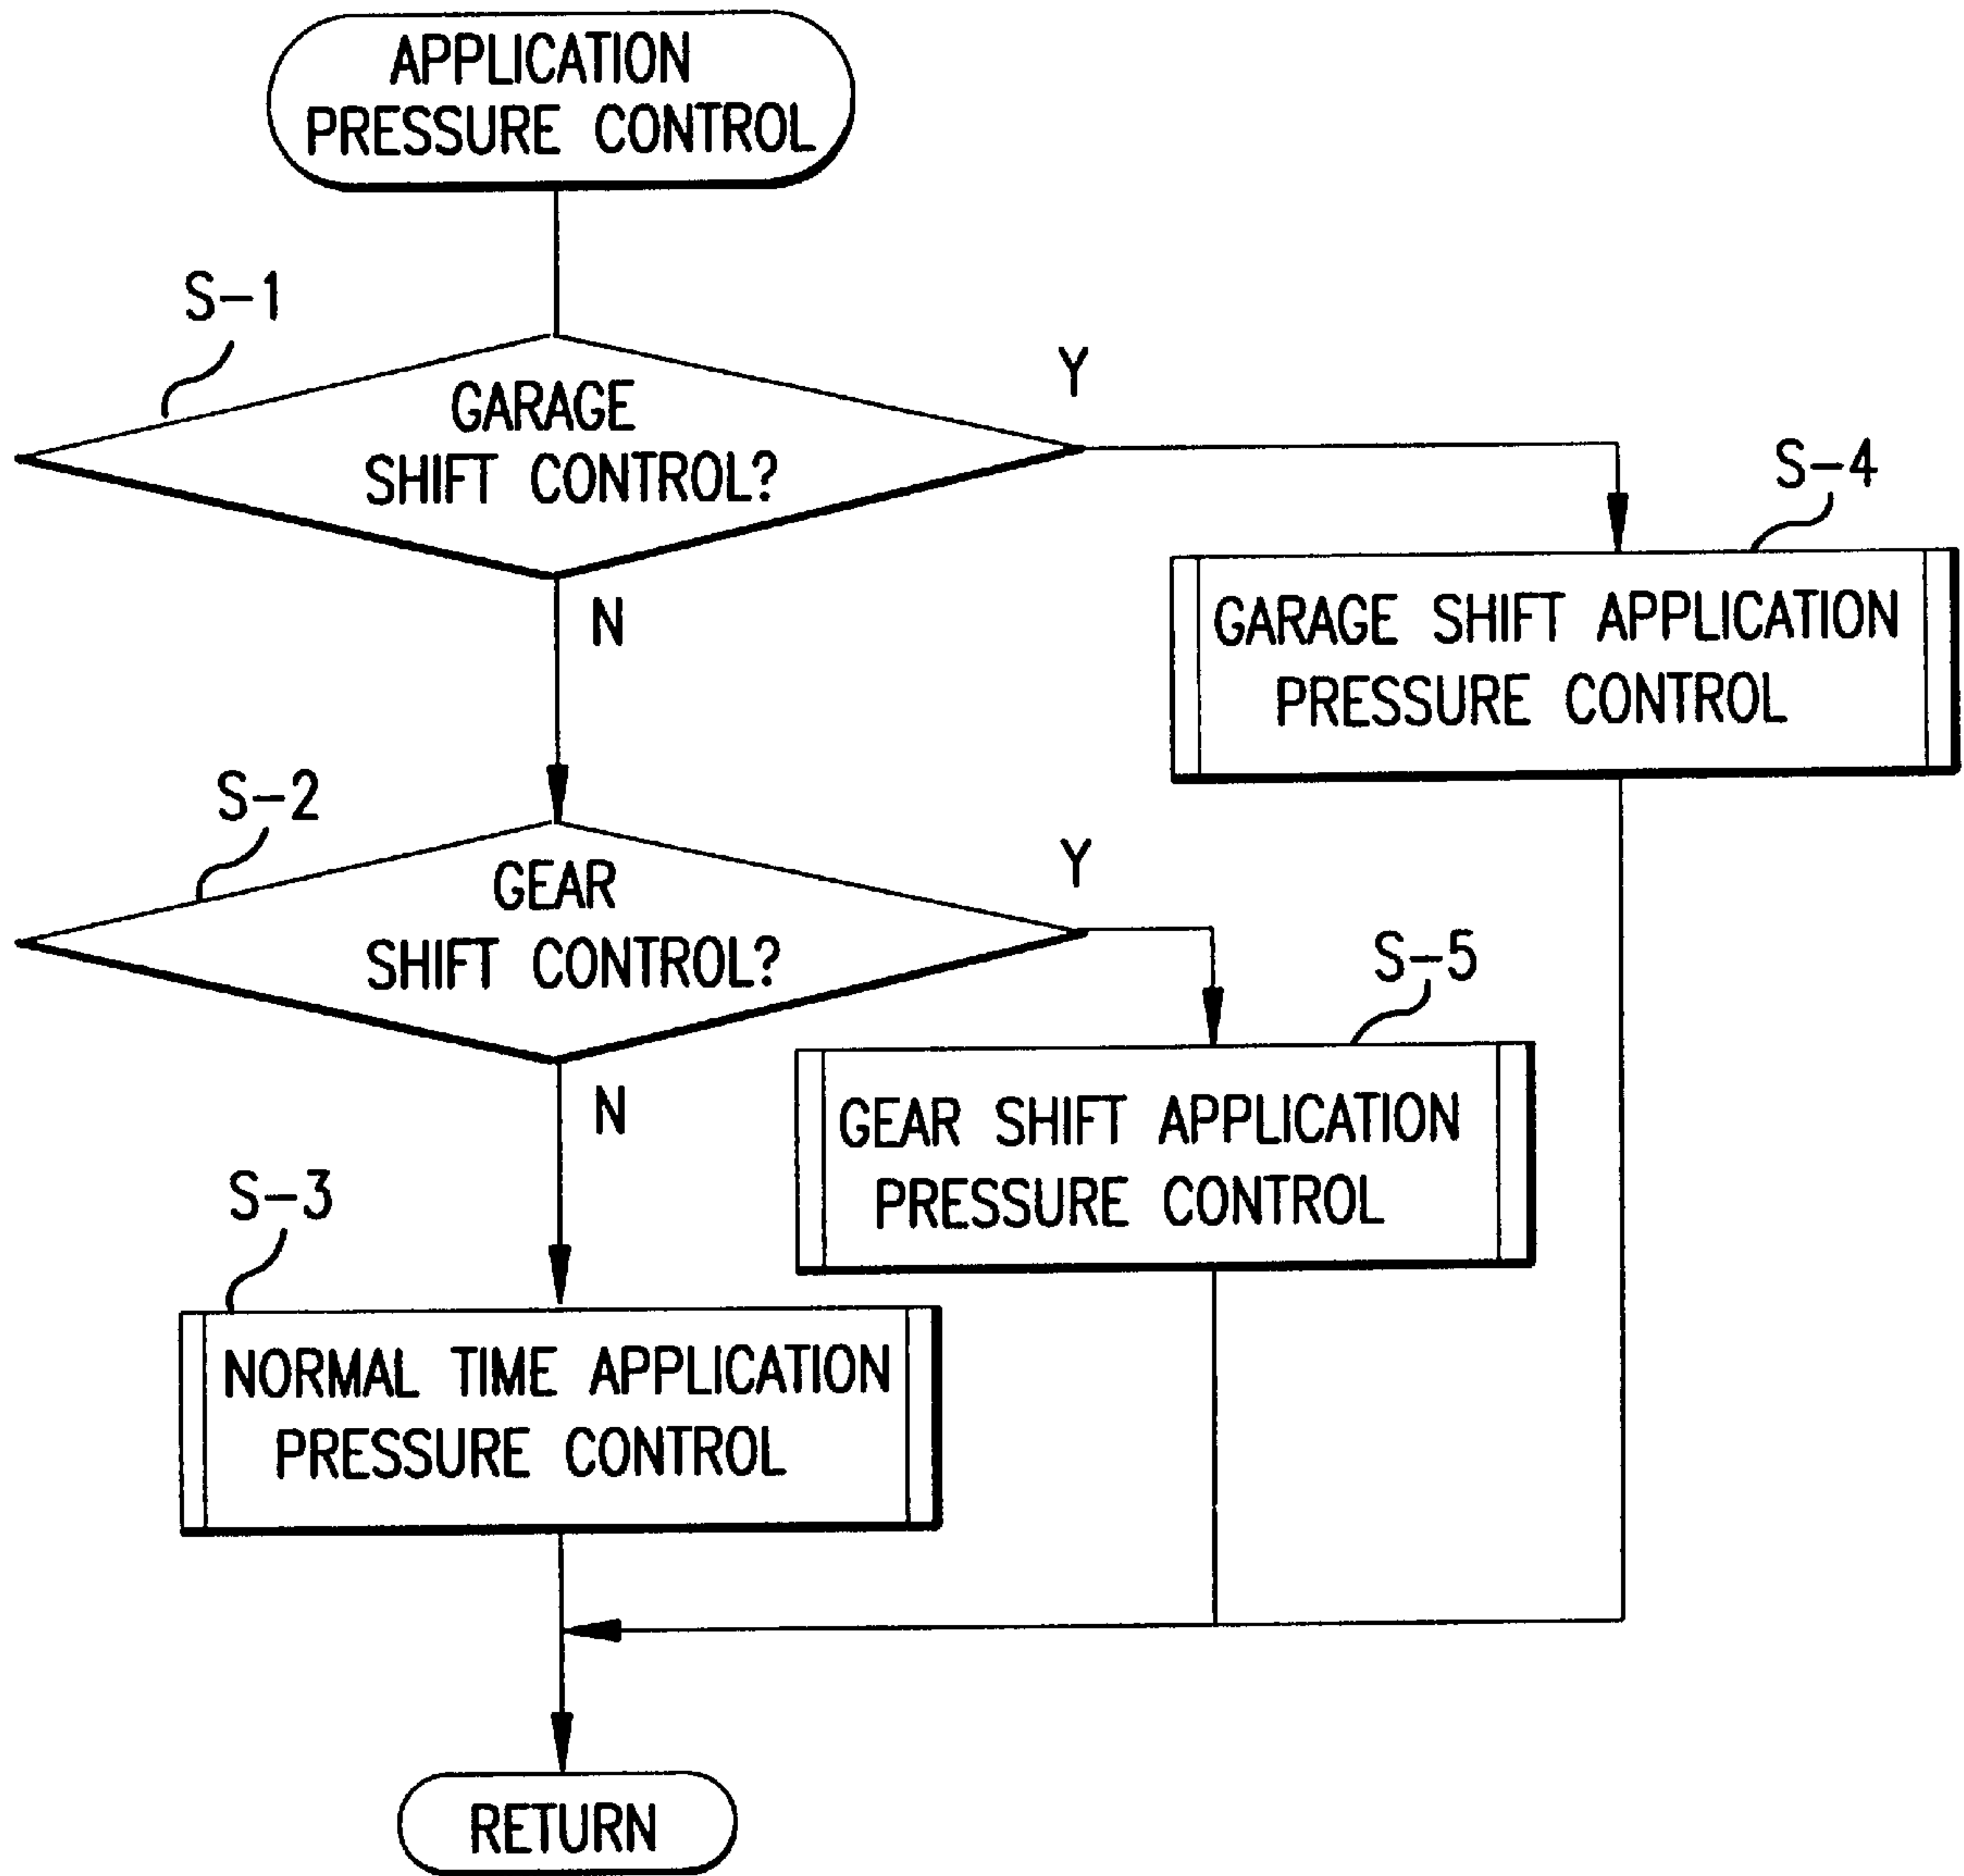 APPLICATION
PRESSURE CONTROL
S-1
GARAGE
SHIFT CONTROL?
Y
N
S-4
GARAGE SHIFT APPLICATION
PRESSURE CONTROL
S-2
GEAR
SHIFT CONTROL?
Y
N
S-5
GEAR SHIFT APPLICATION
PRESSURE CONTROL
S-3
NORMAL TIME APPLICATION
PRESSURE CONTROL
RETURN